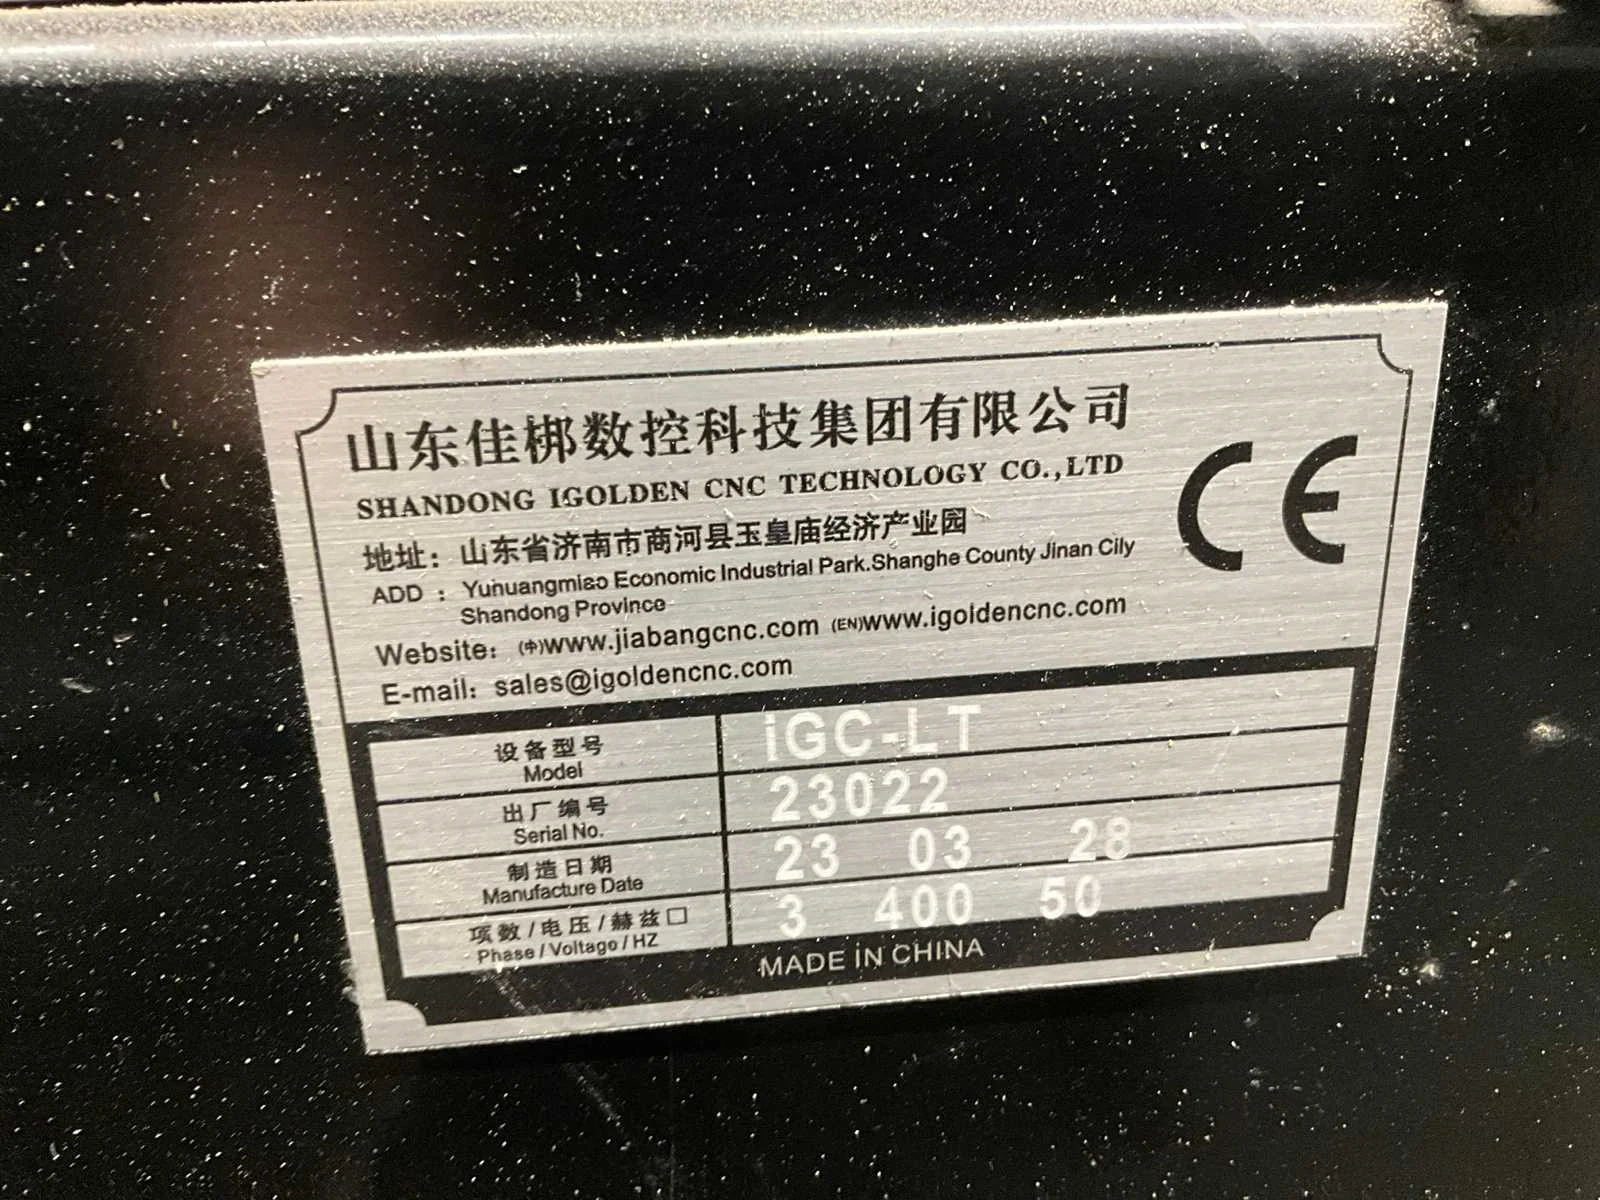 山东佳梆数控科技集团有限公司
SHANDONG IGOLDEN CNC TECHNOLOGY CO.,LTD
CE
地址：山东省济南市商河县玉皇庙经济产业园
ADD : Yuhuangmiao Economic Industrial Park.Shanghe County Jinan Cily
Shandong Province
Website: (中)www.jiabangcnc.com (EN)www.igoldencnc.com
E-mail: sales@igoldencnc.com
设备型号 iGC-LT
Model
出厂编号 23022
Serial No.
制造日期 23 03 28
Manufacture Date
项数/电压/赫兹□ 3 400 50
Phase/Voltage/HZ
MADE IN CHINA